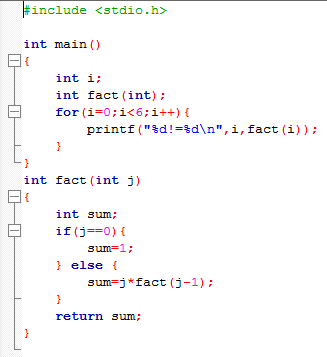 #include <stdio.h>
int main()
{
int i;
int fact(int);
for(i=0;i<6;i++){
printf("%d!=%d\n",i,fact(i));
}
}
int fact(int j)
{
int sum;
if(j==0){
sum=1;
} else {
sum=j*fact(j-1);
}
return sum;
}